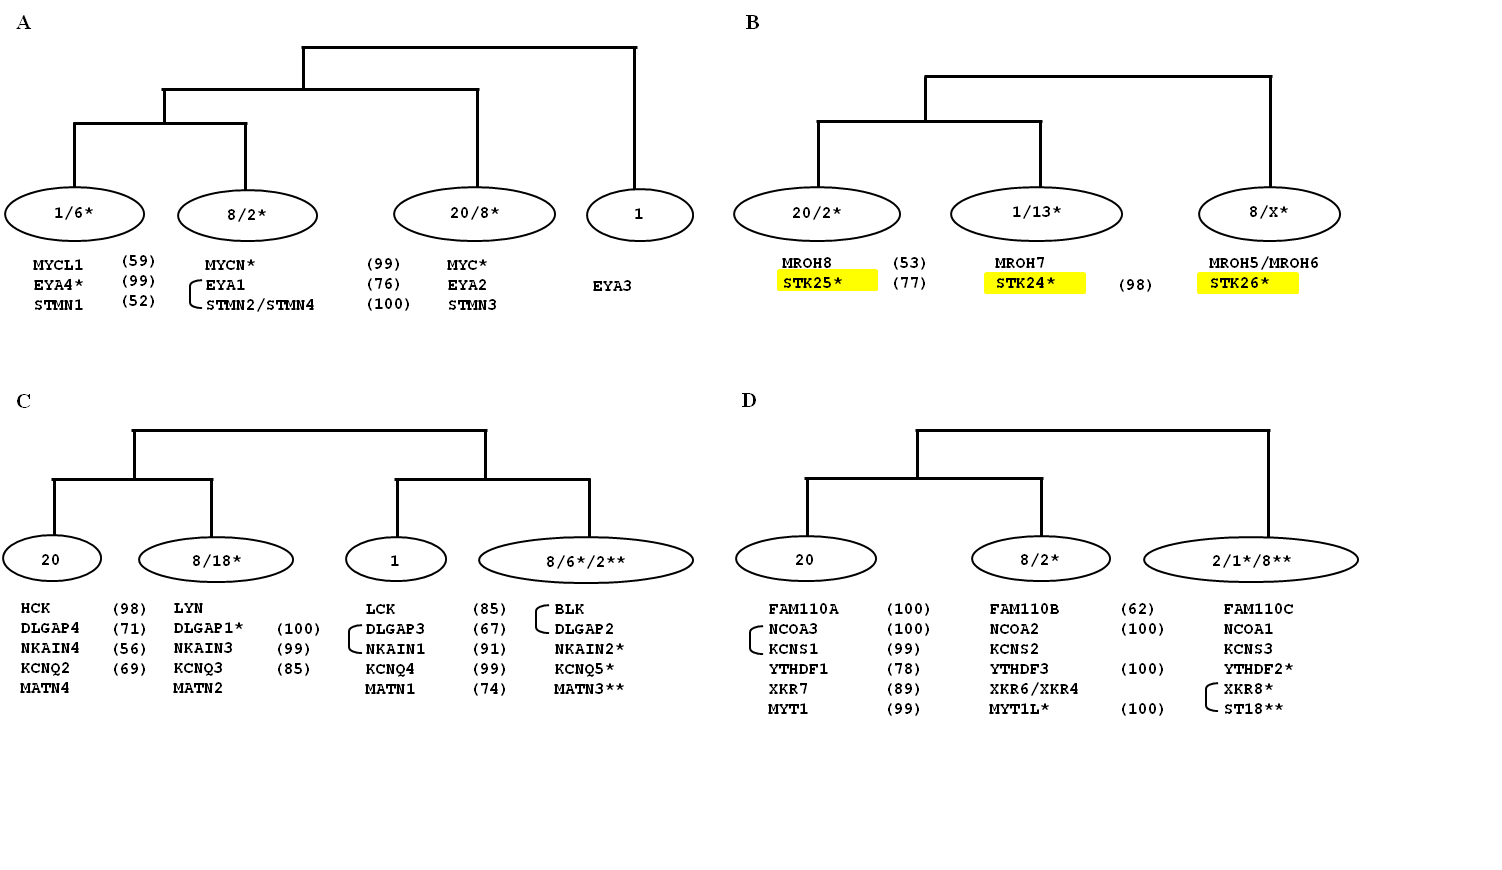 A
B
1/6*
8/2*
20/8*
1
20/2*
1/13*
8/X*
MYCL1 (59) MYCN* (99) MYC*
EYA4* (99) EYA1 (76) EYA2 EYA3
STMN1 (52) STMN2/STMN4 (100) STMN3
MROH8 (53) MROH7 MROH5/MROH6
STK25* (77) STK24* (98) STK26*
C
D
20
8/18*
1
8/6*/2**
20
8/2*
2/1*/8**
HCK (98) LYN LCK (85) BLK
DLGAP4 (71) DLGAP1* (100) DLGAP3 (67) DLGAP2
NKAIN4 (56) NKAIN3 (99) NKAIN1 (91) NKAIN2*
KCNQ2 (69) KCNQ3 (85) KCNQ4 (99) KCNQ5*
MATN4 MATN2 MATN1 (74) MATN3**
FAM110A (100) FAM110B (62) FAM110C
NCOA3 (100) NCOA2 (100) NCOA1
KCNS1 (99) KCNS2 KCNS3
YTHDF1 (78) YTHDF3 (100) YTHDF2*
XKR7 (89) XKR6/XKR4 XKR8*
MYT1 (99) MYT1L* (100) ST18**